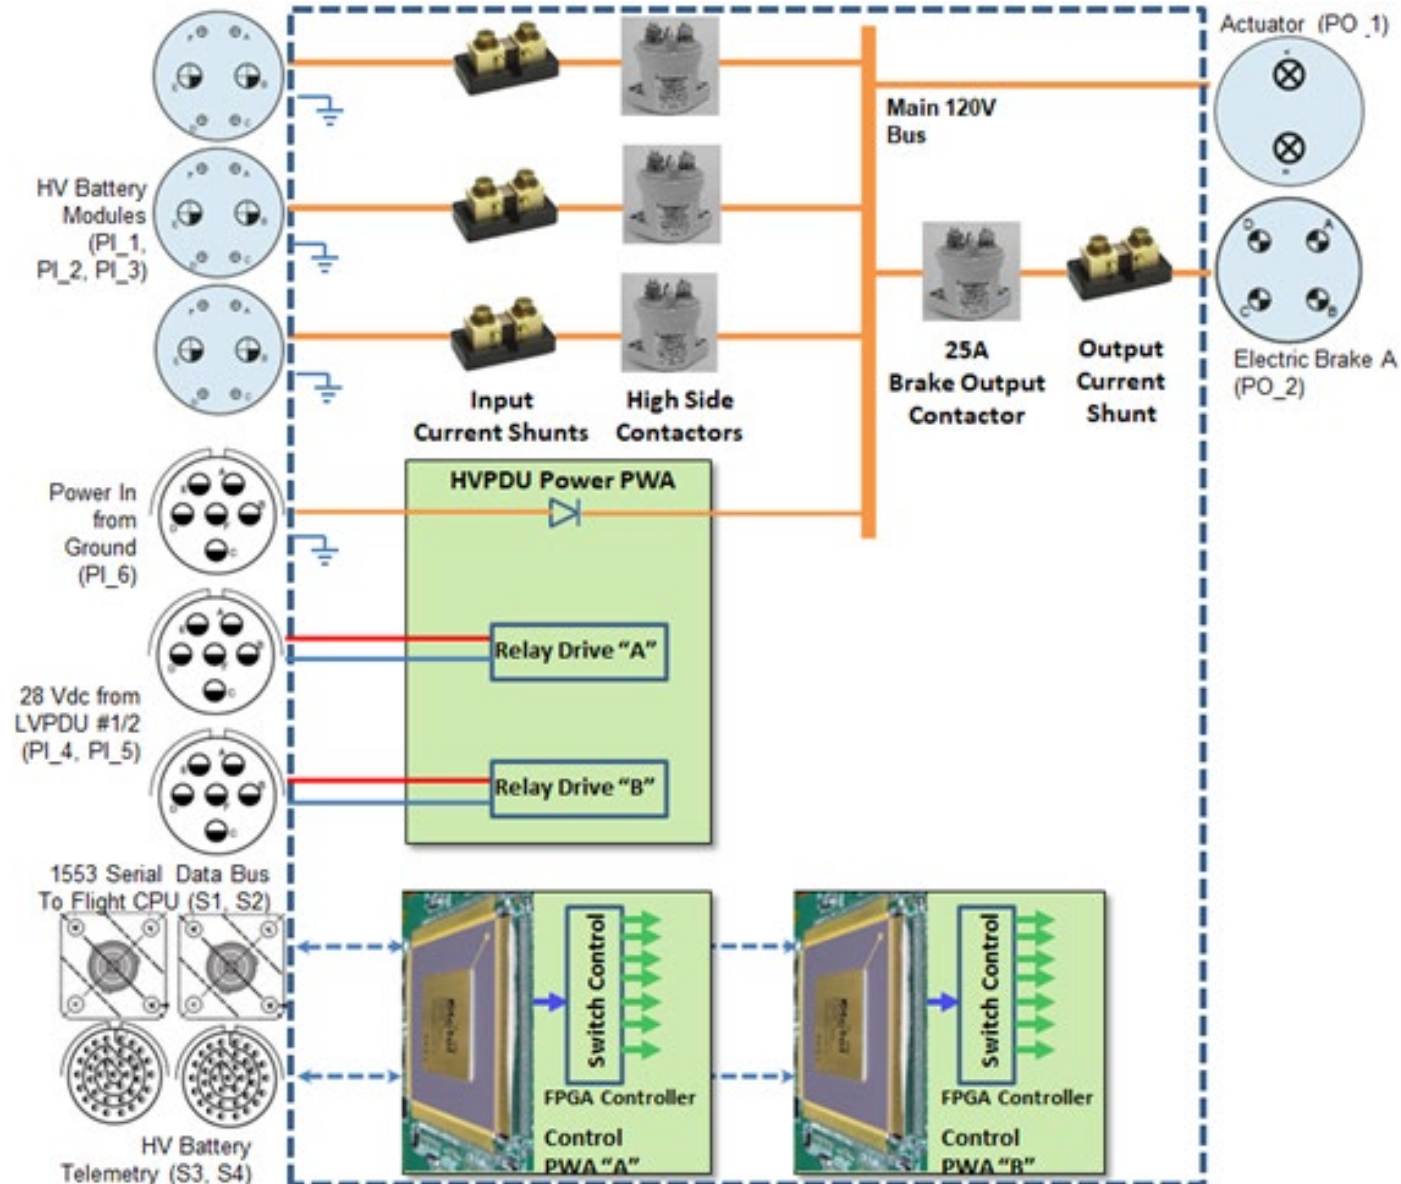 Actuator (PO_1)
Main 120V
Bus
HV Battery
Modules
(PI_1,
PI_2, PI_3)
25A
Brake Output
Contactor
Output
Current
Shunt
Electric Brake A
(PO_2)
Input
Current Shunts
High Side
Contactors
HVPDU Power PWA
Power In
from
Ground
(PI_6)
Relay Drive “A”
28 Vdc from
LVPDU #1/2
(PI_4, PI_5)
Relay Drive “B”
1553 Serial Data Bus
To Flight CPU (S1, S2)
Switch Control
FPGA Controller
Control
PWA “A”
Switch Control
FPGA Controller
Control
PWA “B”
HV Battery
Telemetry (S3, S4)
D
A
C
B